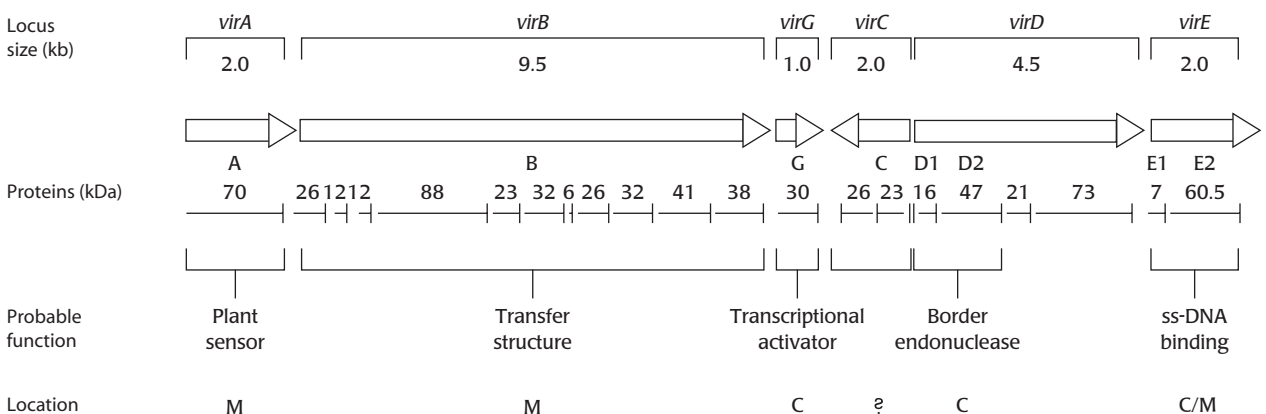 Locus
size (kb)
virA virB virG virC virD virE
2.0 9.5 1.0 2.0 4.5 2.0
A B G C D1 D2 E1 E2
Proteins (kDa)
70 26 12 12 88 23 32 6 26 32 41 38 30 26 23 16 47 21 73 7 60.5
Probable
function
Plant
sensor
Transfer
structure
Transcriptional
activator
Border
endonuclease
ss-DNA
binding
Location
M M C ? C C/M